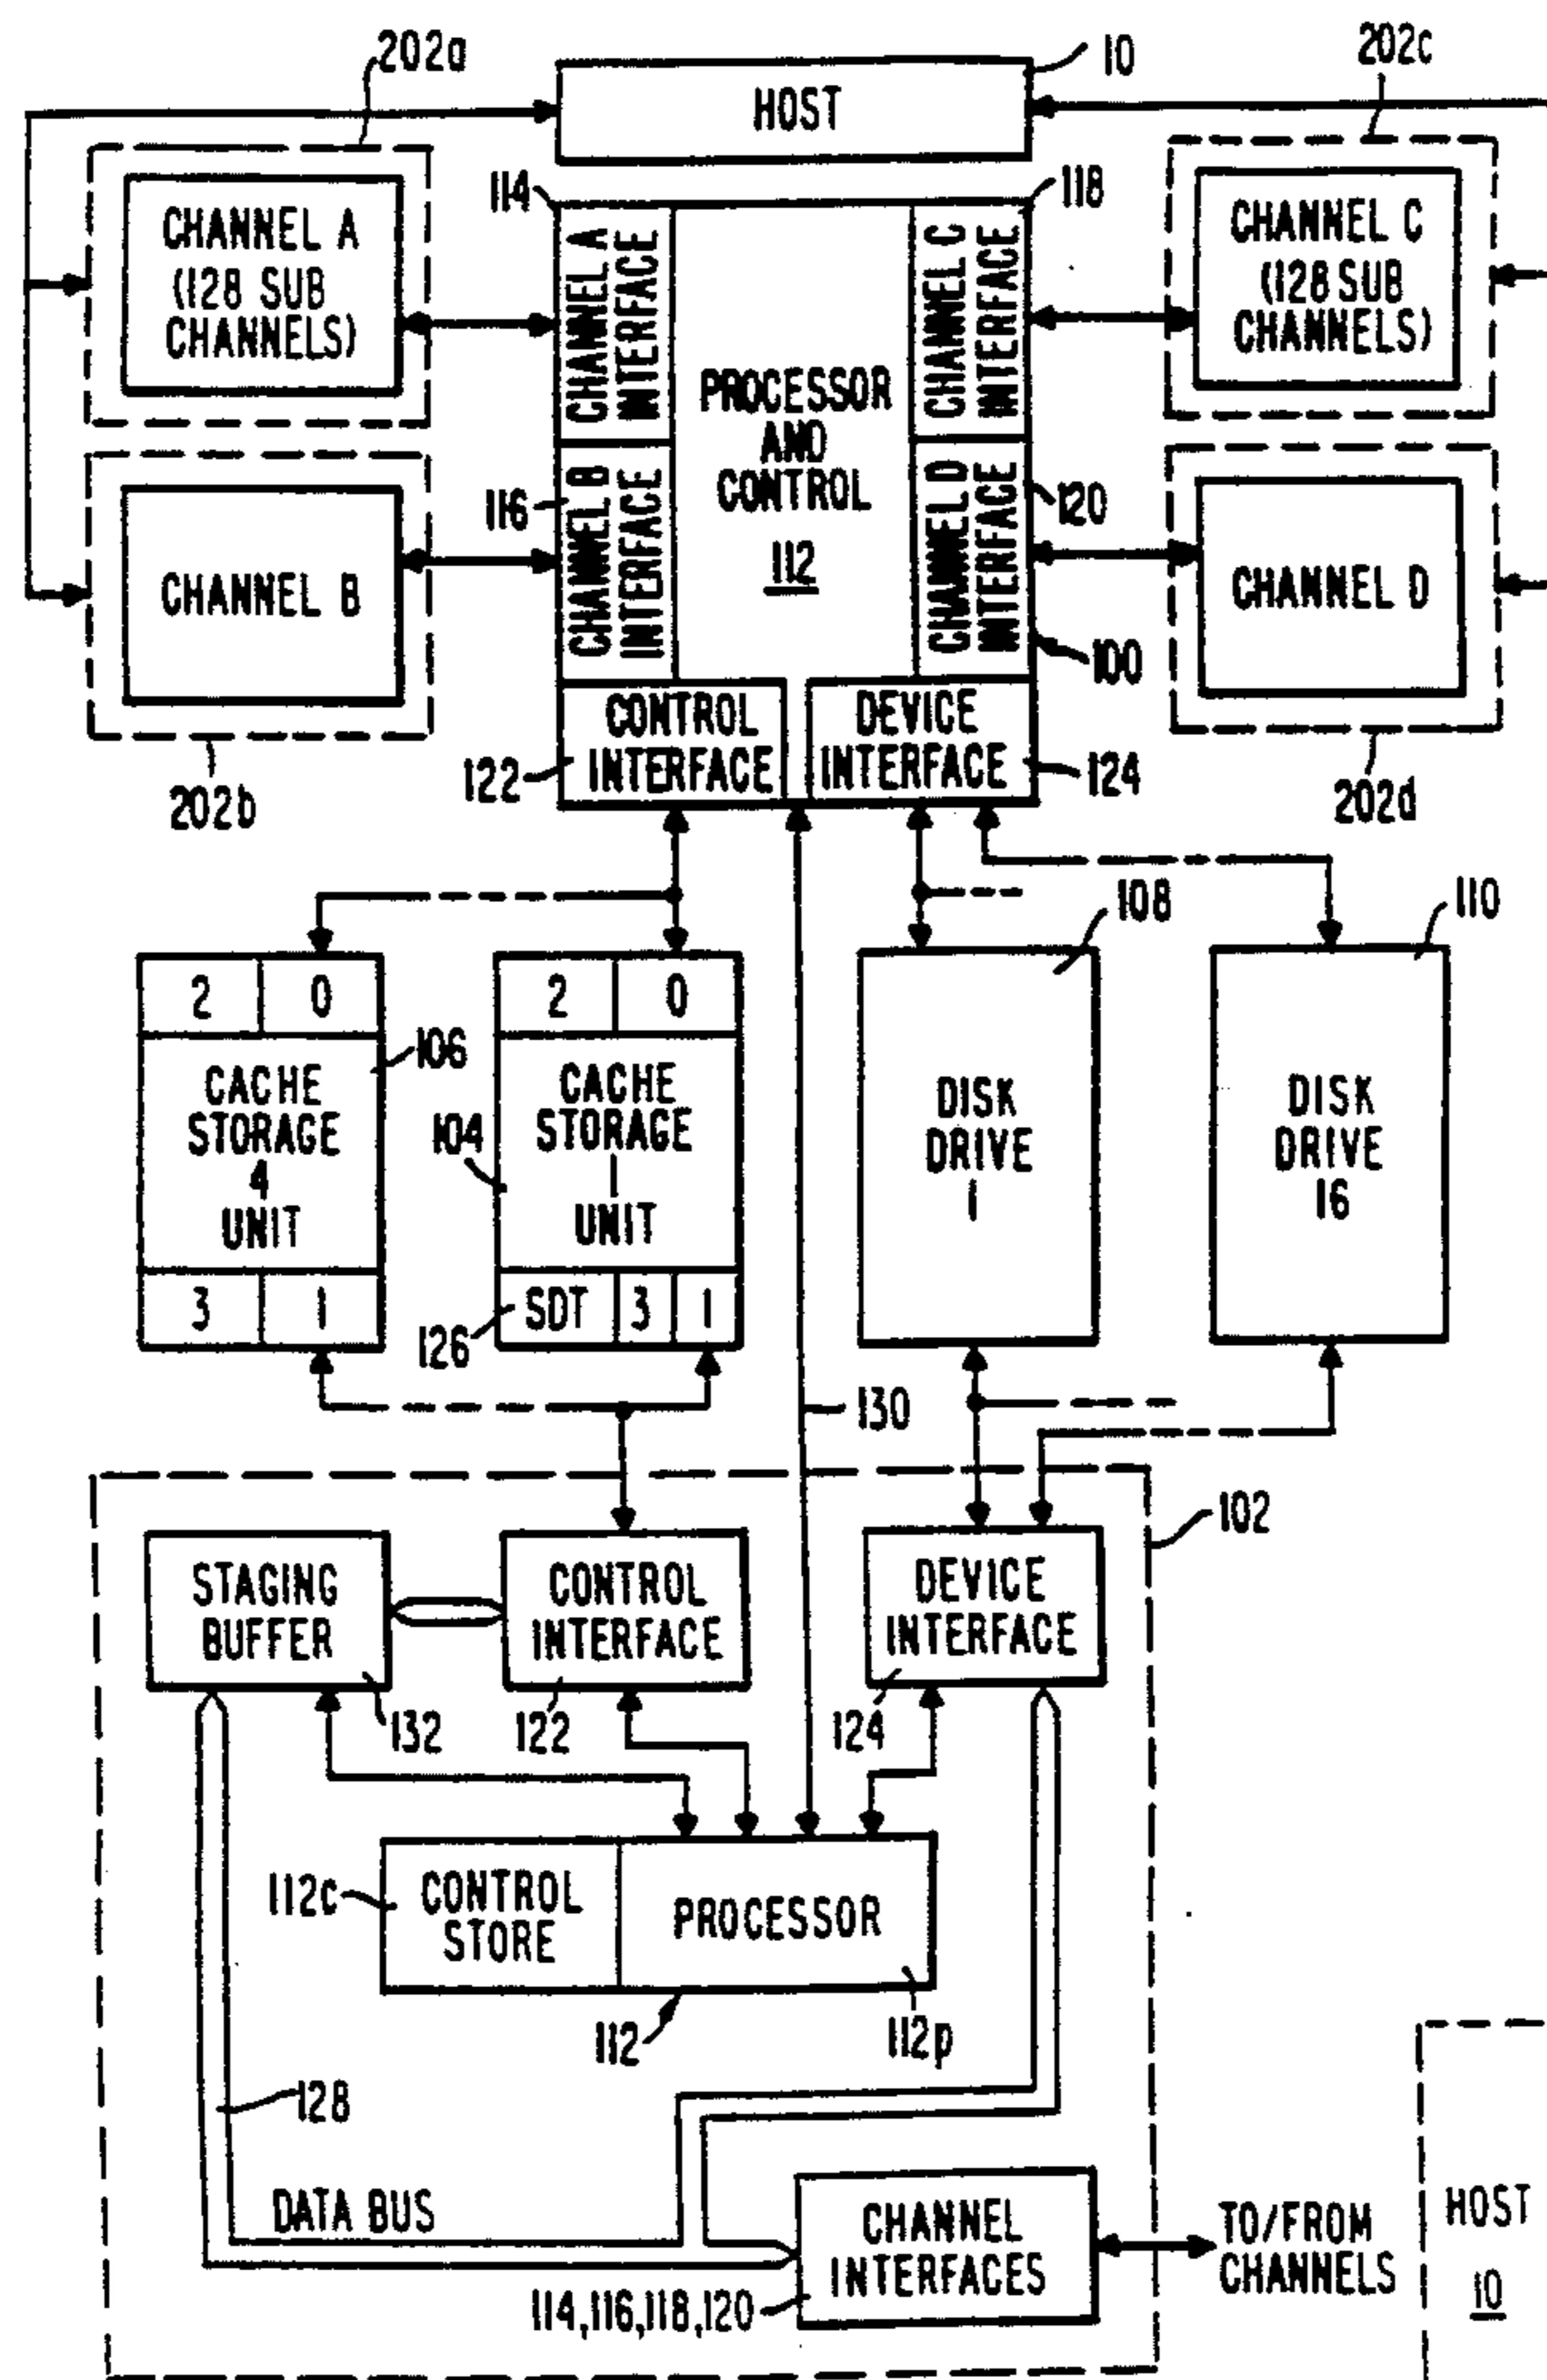 202a
10
202c
HOST
114
118
CHANNEL A
(128 SUB
CHANNELS)
CHANNEL A
INTERFACE
PROCESSOR
AND
CONTROL
112
CHANNEL C
INTERFACE
CHANNEL C
(128 SUB
CHANNELS)
116
120
CHANNEL B
CHANNEL B
INTERFACE
CHANNEL D
INTERFACE
CHANNEL D
100
CONTROL
INTERFACE
DEVICE
INTERFACE
122
124
202b
202d
108
110
2 0
2 0
106
CACHE
STORAGE
4
UNIT
104
CACHE
STORAGE
1
UNIT
DISK
DRIVE
1
DISK
DRIVE
16
3 1
SDT 3 1
126
130
102
STAGING
BUFFER
CONTROL
INTERFACE
DEVICE
INTERFACE
132
122
124
112c
CONTROL
STORE
PROCESSOR
112
112p
128
DATA BUS
CHANNEL
INTERFACES
TO/FROM
CHANNELS
114,116,118,120
HOST
10